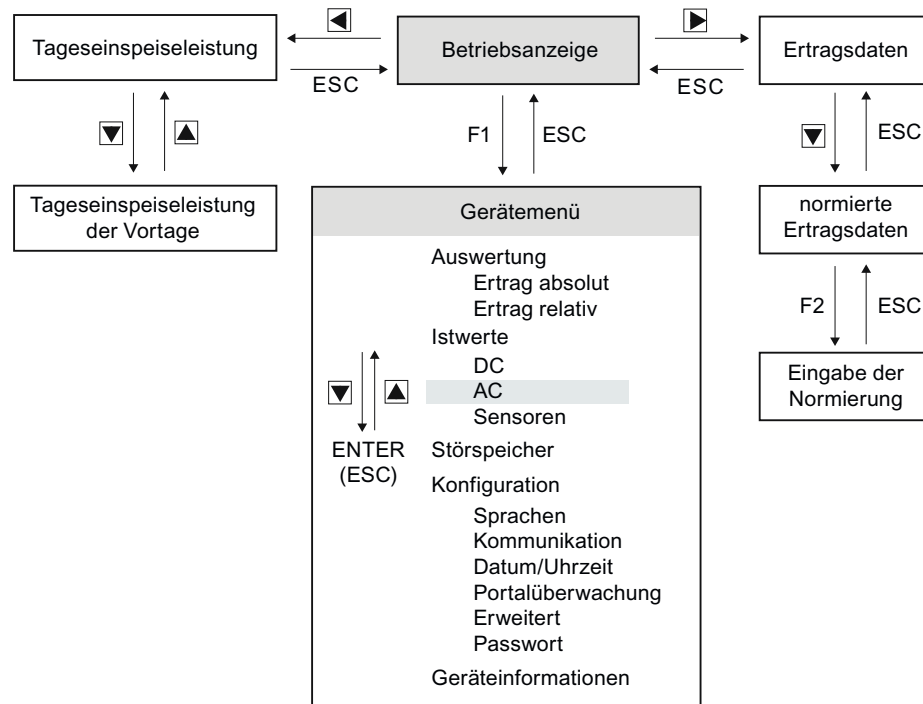 Tageseinspeiseleistung
Betriebsanzeige
Ertragsdaten
ESC
ESC
F1
ESC
ESC
Tageseinspeiseleistung
der Vortage
Gerätemenü
normierte
Ertragsdaten
Auswertung
Ertrag absolut
Ertrag relativ
F2
ESC
Istwerte
DC
AC
Sensoren
Eingabe der
Normierung
ENTER
(ESC)
Störspeicher
Konfiguration
Sprachen
Kommunikation
Datum/Uhrzeit
Portalüberwachung
Erweitert
Passwort
Geräteinformationen